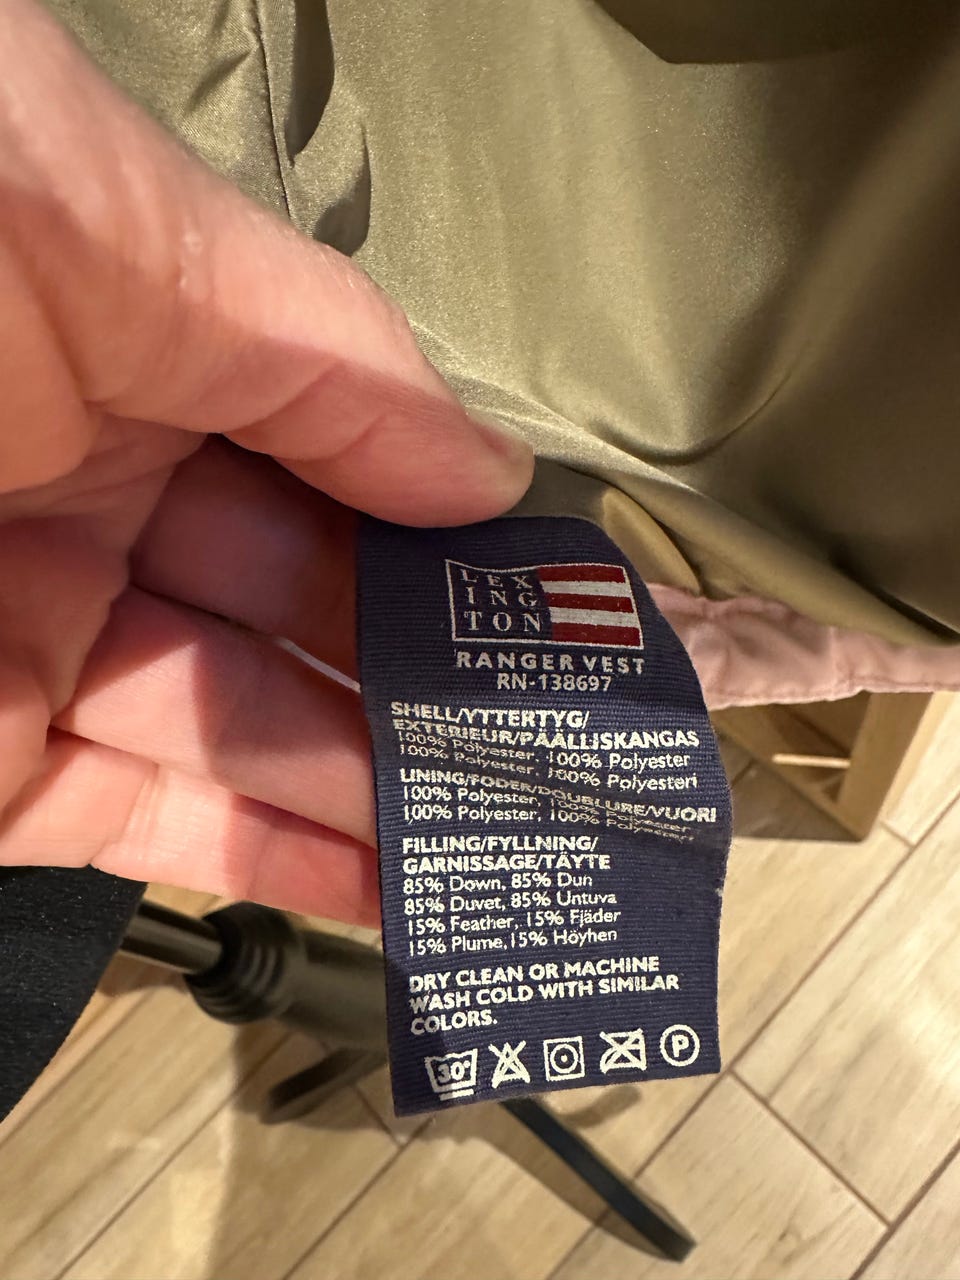 LEX
ING
TON
RANGER VEST
RN-138697
SHELL/YTTERTYG/
EXTERIEUR/PÄÄLLISKANGAS
100% Polyester, 100% Polyester
100% Polyester, 100% Polyesteri
LINING/FODER/DOUBLURE/VUORI
100% Polyester, 100% Polyester,
100% Polyester, 100% Polyesteri
FILLING/FYLLNING/
GARNISSAGE/TÄYTE
85% Down, 85% Dun
85% Duvet, 85% Untuva
15% Feather, 15% Fjäder
15% Plume, 15% Höyhen
DRY CLEAN OR MACHINE
WASH COLD WITH SIMILAR
COLORS.
30° P